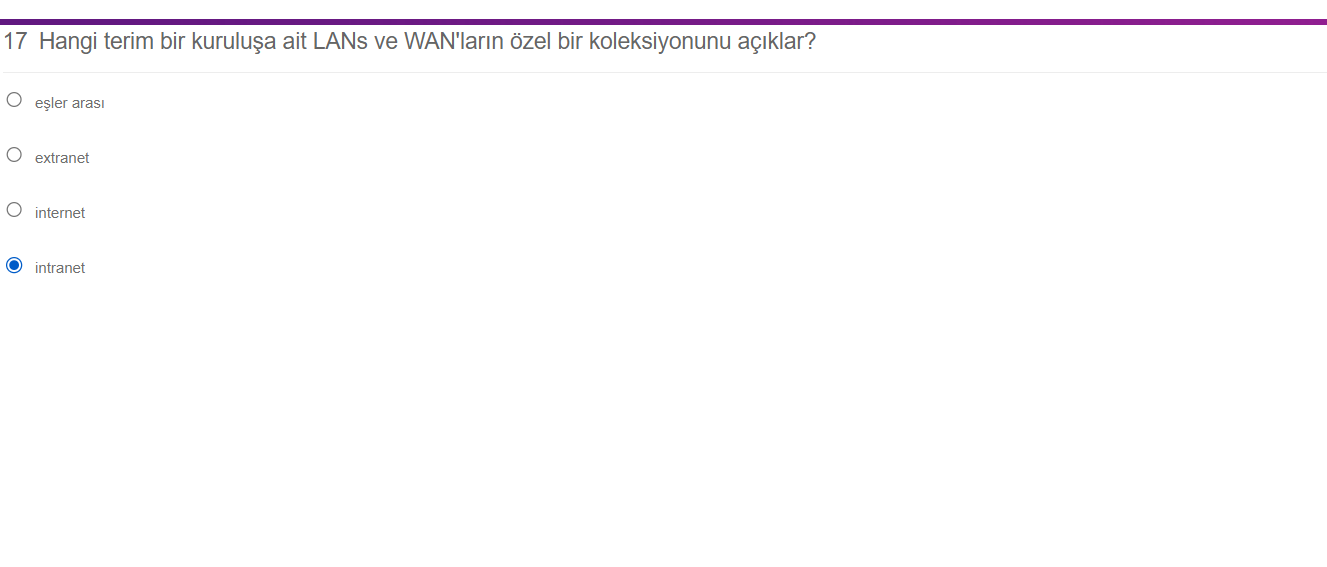 17 Hangi terim bir kuruluşa ait LANs ve WAN'ların özel bir koleksiyonunu açıklar?
eşler arası
extranet
internet
intranet